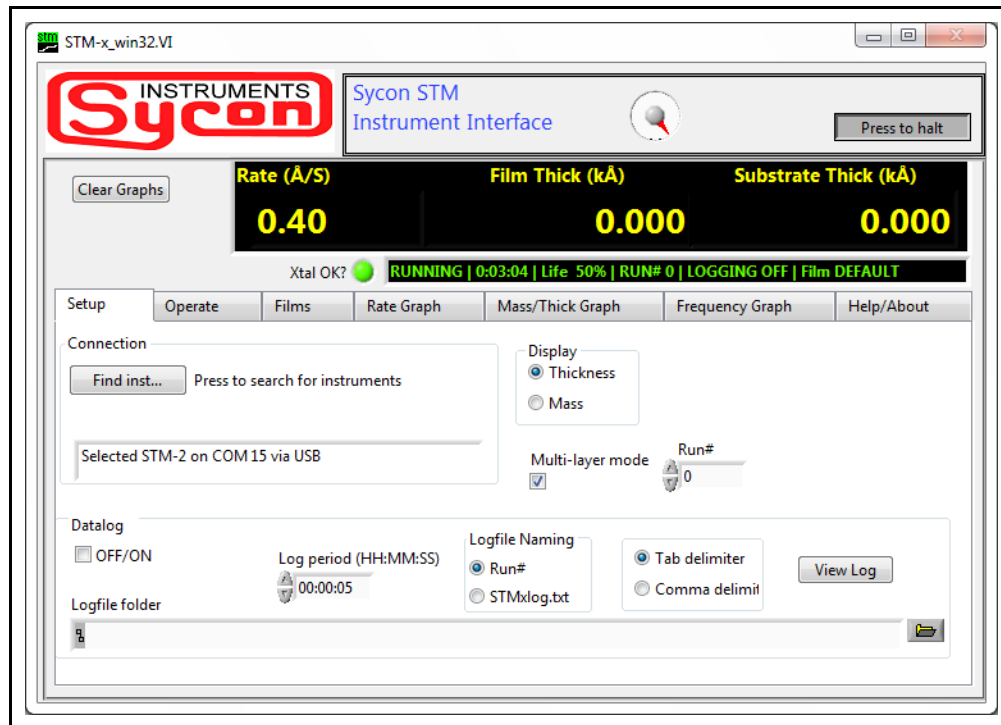 stm
STM-x_win32.VI
INSTRUMENTS
Sycon
Sycon STM
Instrument Interface
Press to halt
Clear Graphs
Rate (Å/S) Film Thick (kÅ) Substrate Thick (kÅ)
0.40 0.000 0.000
Xtal OK? RUNNING | 0:03:04 | Life 50% | RUN# 0 | LOGGING OFF | Film DEFAULT
Setup Operate Films Rate Graph Mass/Thick Graph Frequency Graph Help/About
Connection
Find inst... Press to search for instruments
Selected STM-2 on COM 15 via USB
Display
Thickness
Mass
Multi-layer mode
Run#
0
Datalog
OFF/ON
Log period (HH:MM:SS)
00:00:05
Logfile Naming
Run#
STMxlog.txt
Tab delimiter
Comma delimit
View Log
Logfile folder